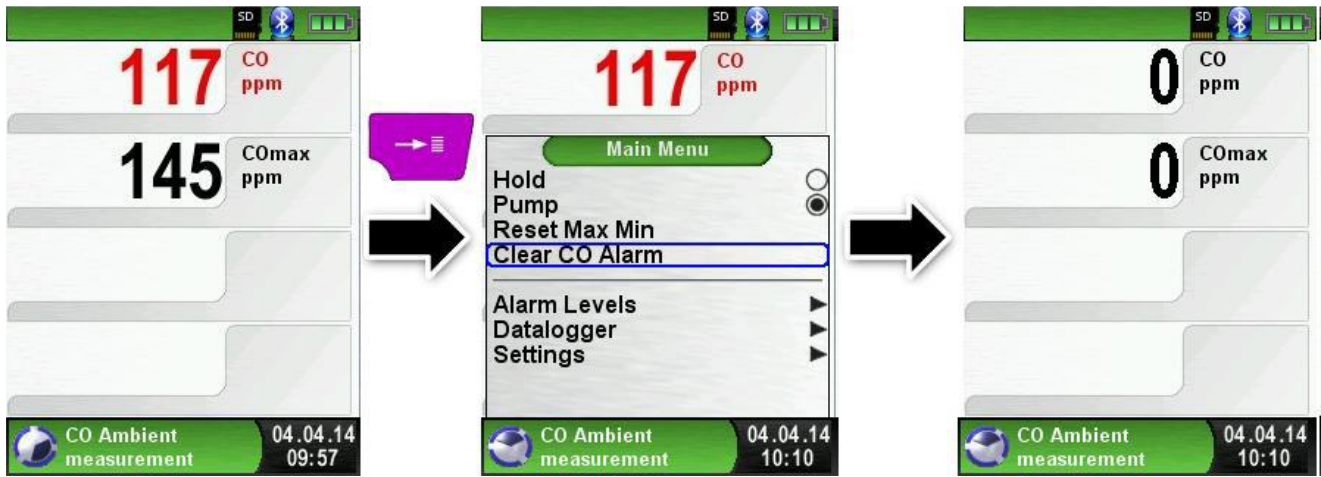 SD
117 CO
ppm
145 COmax
ppm
CO Ambient
measurement
04.04.14
09:57
SD
117 CO
ppm
Main Menu
Hold
Pump
Reset Max Min
Clear CO Alarm
Alarm Levels
Datalogger
Settings
CO Ambient
measurement
04.04.14
10:10
SD
0 CO
ppm
0 COmax
ppm
CO Ambient
measurement
04.04.14
10:10